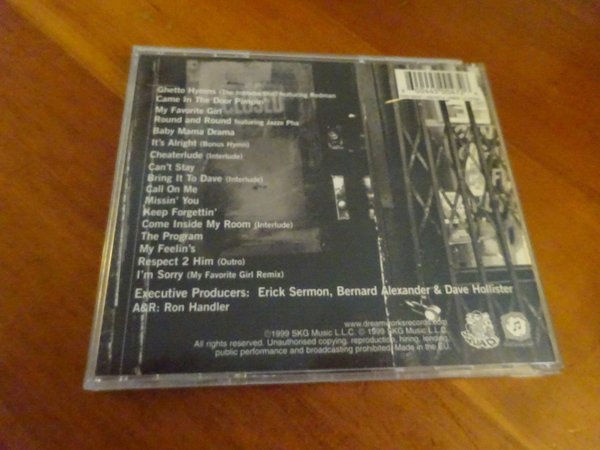 Ghetto Hymns (The Introduction) featuring Redman
Came In The Door Pimpin'
My Favorite Girl
Round and Round featuring Jazze Pha
Baby Mama Drama
It's Alright (Bonus Hymn)
Cheaterlude (Interlude)
Can't Stay
Bring It To Dave (Interlude)
Call On Me
Missin' You
Keep Forgettin'
Come Inside My Room (Interlude)
The Program
My Feelin's
Respect 2 Him (Outro)
I'm Sorry (My Favorite Girl Remix)
Executive Producers: Erick Sermon, Bernard Alexander & Dave Hollister
A&R: Ron Handler
www.dreamworksrecords.com
℗1999 SKG Music L.L.C. © 1999 SKG Music L.L.C.
All rights reserved. Unauthorised copying, reproduction, hiring, lending,
public performance and broadcasting prohibited. Made in the E.U.